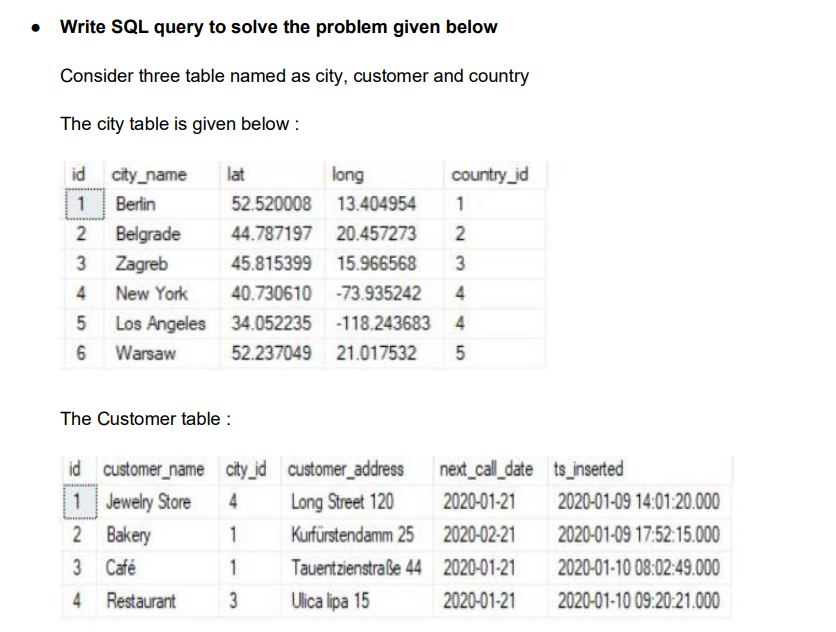 ● Write SQL query to solve the problem given below
Consider three table named as city, customer and country
The city table is given below :
id city_name lat long country_id
1 Berlin 52.520008 13.404954 1
2 Belgrade 44.787197 20.457273 2
3 Zagreb 45.815399 15.966568 3
4 New York 40.730610 -73.935242 4
5 Los Angeles 34.052235 -118.243683 4
6 Warsaw 52.237049 21.017532 5
The Customer table :
id customer_name city_id customer_address next_call_date ts_inserted
1 Jewelry Store 4 Long Street 120 2020-01-21 2020-01-09 14:01:20.000
2 Bakery 1 Kurfürstendamm 25 2020-02-21 2020-01-09 17:52:15.000
3 Café 1 Tauentzienstraße 44 2020-01-21 2020-01-10 08:02:49.000
4 Restaurant 3 Ulica lipa 15 2020-01-21 2020-01-10 09:20:21.000